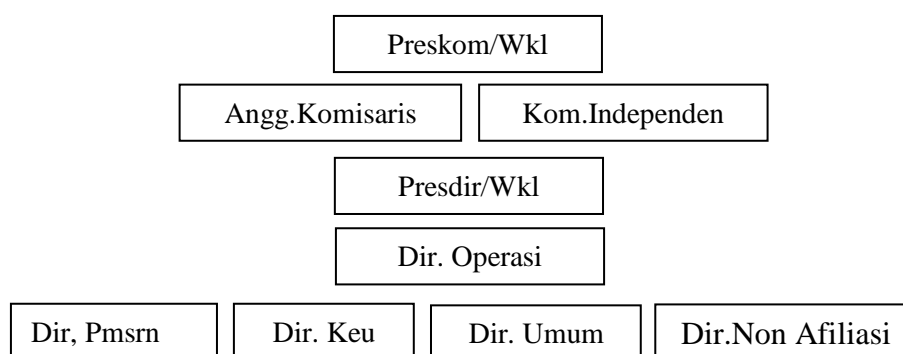 Preskom/Wkl
Angg.Komisaris
Kom.Independen
Presdir/Wkl
Dir. Operasi
Dir, Pmsrn
Dir. Keu
Dir. Umum
Dir.Non Afiliasi